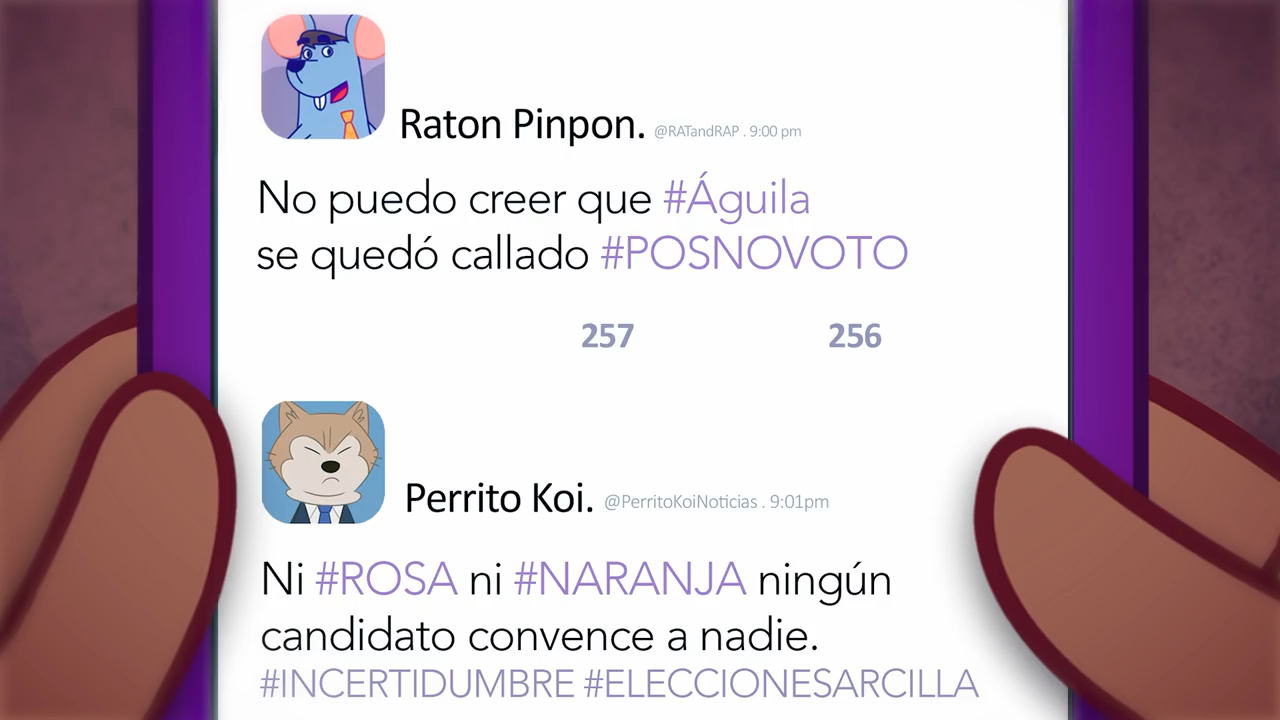 Raton Pinpon. @RATandRAP . 9:00 pm
No puedo creer que #Águila
se quedó callado #POSNOVOTO
257 256
Perrito Koi. @PerritoKoiNoticias . 9:01pm
Ni #ROSA ni #NARANJA ningún
candidato convence a nadie.
#INCERTIDUMBRE #ELECCIONESARCILLA